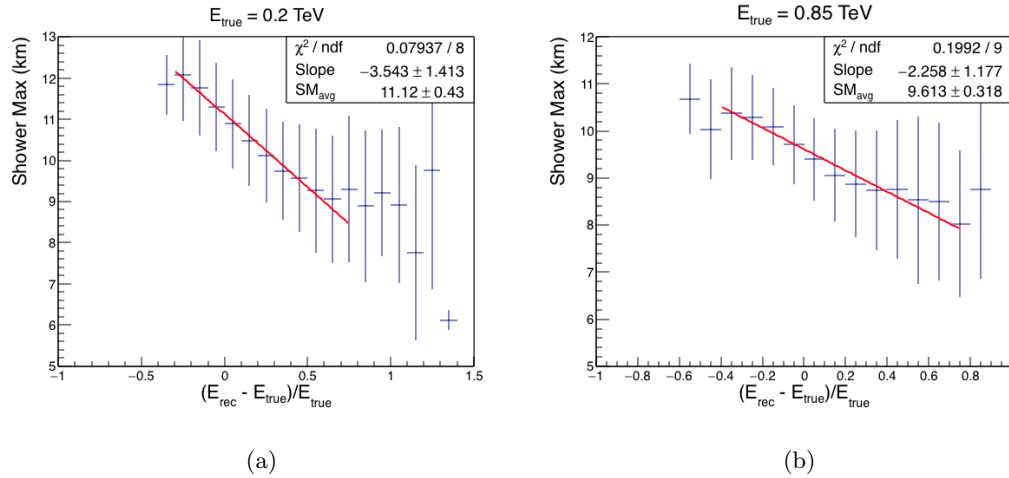 E_true = 0.2 TeV
χ² / ndf 0.07937 / 8
Slope −3.543 ± 1.413
SM_avg 11.12 ± 0.43
Shower Max (km)
13
12
11
10
9
8
7
6
5
−1 −0.5 0 0.5 1 1.5
(E_rec - E_true)/E_true
(a)
E_true = 0.85 TeV
χ² / ndf 0.1992 / 9
Slope −2.258 ± 1.177
SM_avg 9.613 ± 0.318
Shower Max (km)
12
11
10
9
8
7
6
5
−1 −0.8 −0.6 −0.4 −0.2 0 0.2 0.4 0.6 0.8 1
(E_rec - E_true)/E_true
(b)